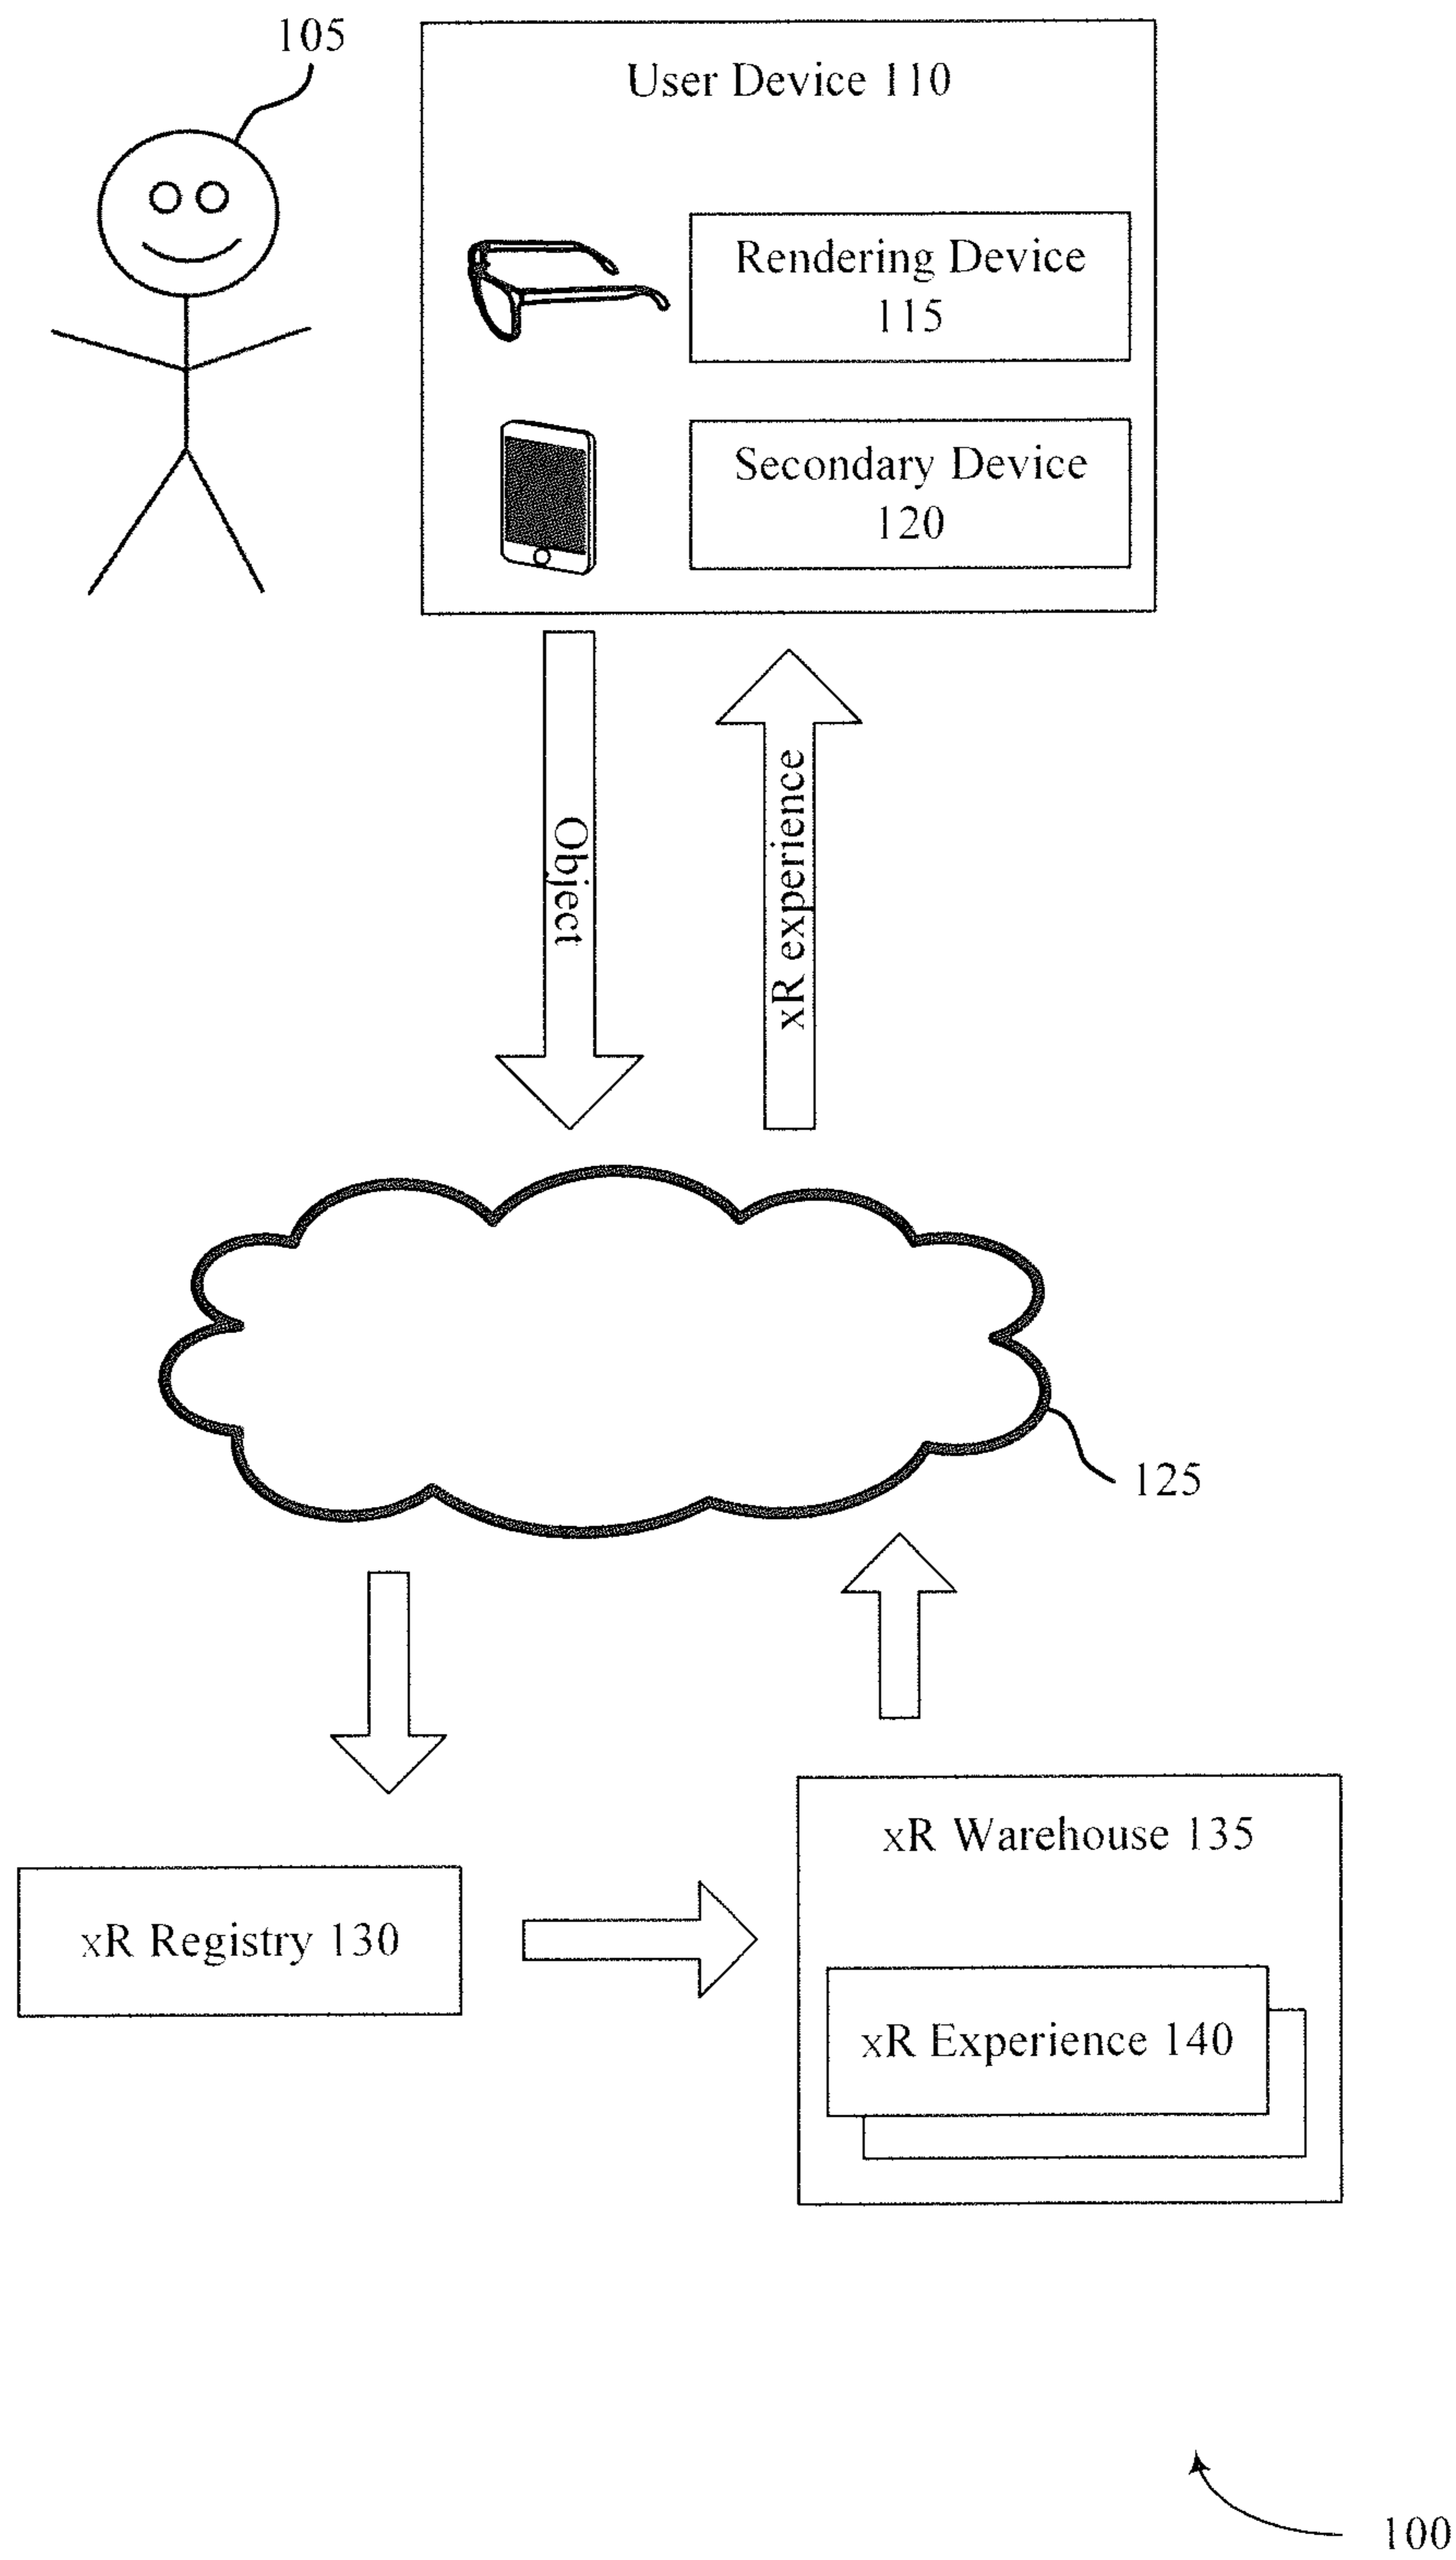 105
User Device 110
Rendering Device
115
Secondary Device
120
Object
xR experience
125
xR Warehouse 135
xR Registry 130
xR Experience 140
100